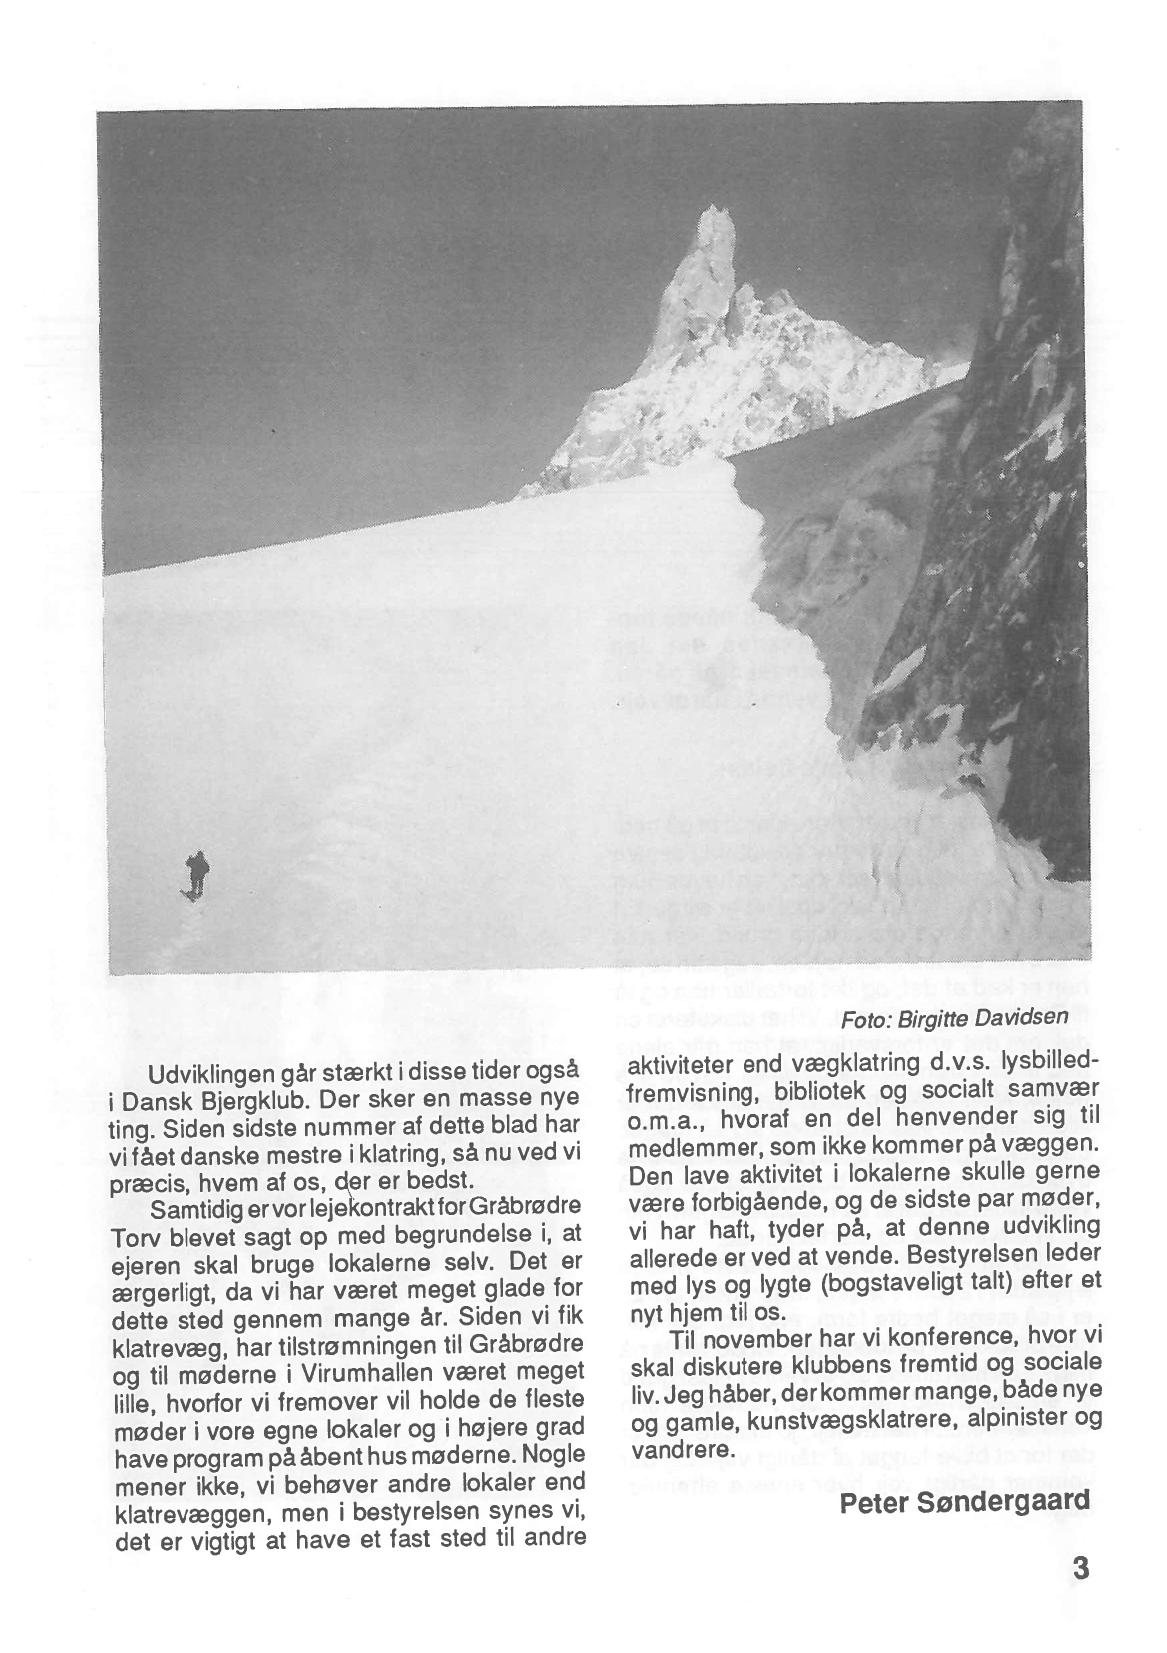 Foto: Birgitte Davidsen
Udviklingen går stærkt i disse tider også
i Dansk Bjergklub. Der sker en masse nye
ting. Siden sidste nummer af dette blad har
vi fået danske mestre i klatring, så nu ved vi
præcis, hvem af os, der er bedst.
Samtidig er vor lejekontrakt for Gråbrødre
Torv blevet sagt op med begrundelse i, at
ejeren skal bruge lokalerne selv. Det er
ærgerligt, da vi har været meget glade for
dette sted gennem mange år. Siden vi fik
klatrevæg, har tilstrømningen til Gråbrødre
og til møderne i Virumhallen været meget
lille, hvorfor vi fremover vil holde de fleste
møder i vore egne lokaler og i højere grad
have program på åbent hus møderne. Nogle
mener ikke, vi behøver andre lokaler end
klatrevæggen, men i bestyrelsen synes vi,
det er vigtigt at have et fast sted til andre
aktiviteter end vægklatring d.v.s. lysbilled-
fremvisning, bibliotek og socialt samvær
o.m.a., hvoraf en del henvender sig til
medlemmer, som ikke kommer på væggen.
Den lave aktivitet i lokalerne skulle gerne
være forbigående, og de sidste par møder,
vi har haft, tyder på, at denne udvikling
allerede er ved at vende. Bestyrelsen leder
med lys og lygte (bogstaveligt talt) efter et
nyt hjem til os.
Til november har vi konference, hvor vi
skal diskutere klubbens fremtid og sociale
liv. Jeg håber, der kommer mange, både nye
og gamle, kunstvægsklatrere, alpinister og
vandrere.
Peter Søndergaard
3